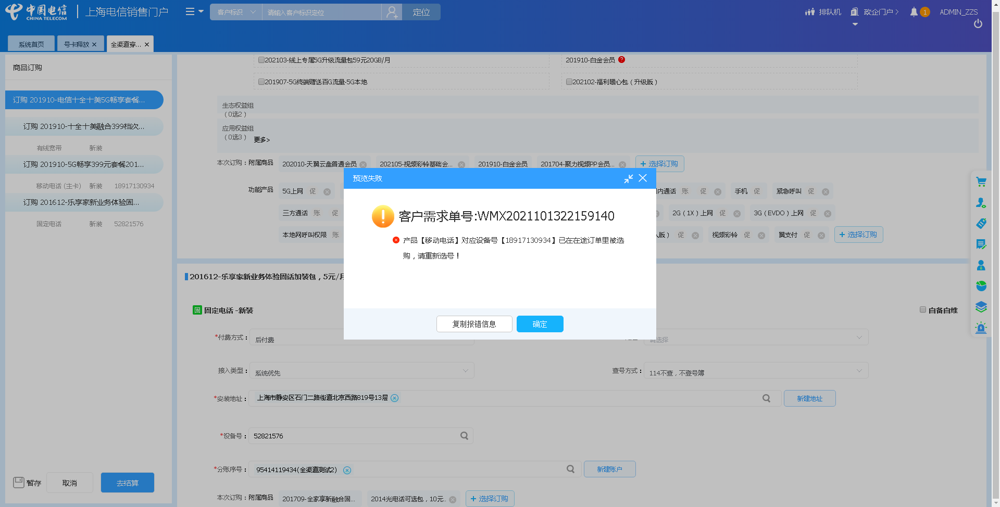 中国电信
CHINA TELECOM
上海电信销售门户
客户标识
请输入客户标识定位
定位
排队机
政企门户
1
ADMIN_ZZS
系统首页
号卡释放 ×
全渠道穿... ×
商品订购
订购 201910-电信十全十美5G畅享套餐...
订购 201910-十全十美融合399档次...
有线宽带 新装
订购 201910-5G畅享399元套餐201...
移动电话 (主卡) 新装 18917130934
订购 201612-乐享家新业务体验固...
固定电话 新装 52821576
暂存
取消
去结算
202103-线上专属5G升级流量包59元20GB/月
201910-白金会员
201907-5G终端赠送百G流量-5G本地
202102-福利暖心包（升级版）
生态权益组
（0选2）
应用权益组
（0选3）
更多>
本次订购：附属商品
202010-天翼云盘普通会员
202105-视频彩铃基础会...
201910-白金会员
201704-聚力视频PP会员...
+ 选择订购
功能产品
5G上网 促
内通话 账 促
手机 促
紧急呼叫 促
三方通话 账 促
2G（1X）上网 促
3G（EVDO）上网 促
本地网呼叫权限 账
版） 促
视频彩铃 促
翼支付 促
+ 选择订购
预览失败
客户需求单号:WMX2021101322159140
产品【移动电话】对应设备号【18917130934】已在在途订单里被选
购，请重新选号！
复制报错信息
确定
201612-乐享家新业务体验固话加装包，5元/月
固 固定电话 -新装
自备自维
*付费方式：
后付费
请选择
接入类型：
系统优先
查号方式：
114不查，不登号簿
*安装地址：
上海市静安区石门二路街道北京西路819号13层
新建地址
*设备号：
52821576
*分账序号：
95414119434(全渠道测试2)
新建账户
本次订购：附属商品
201709-全家享新融合固...
2014光电话可选包，10元..
+ 选择订购